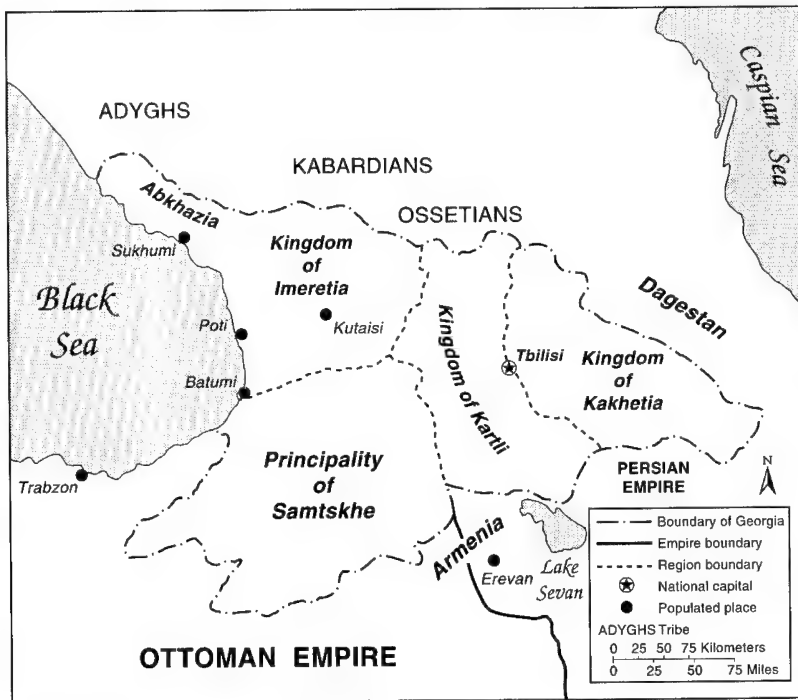 ADYGHS
KABARDIANS
OSSETIANS
Caspian
Sea
Abkhazia
Sukhumi
Kingdom
of
Imeretia
Dagestan
Black
Sea
Poti
Kutaisi
Tbilisi
Kingdom
of
Kakhetia
Kingdom of Kartli
Batumi
Principality
of
Samtskhe
Trabzon
PERSIAN
EMPIRE
N
Armenia
Erevan
Lake
Sevan
OTTOMAN EMPIRE
Boundary of Georgia
Empire boundary
Region boundary
National capital
Populated place
ADYGHS Tribe
0 25 50 75 Kilometers
0 25 50 75 Miles